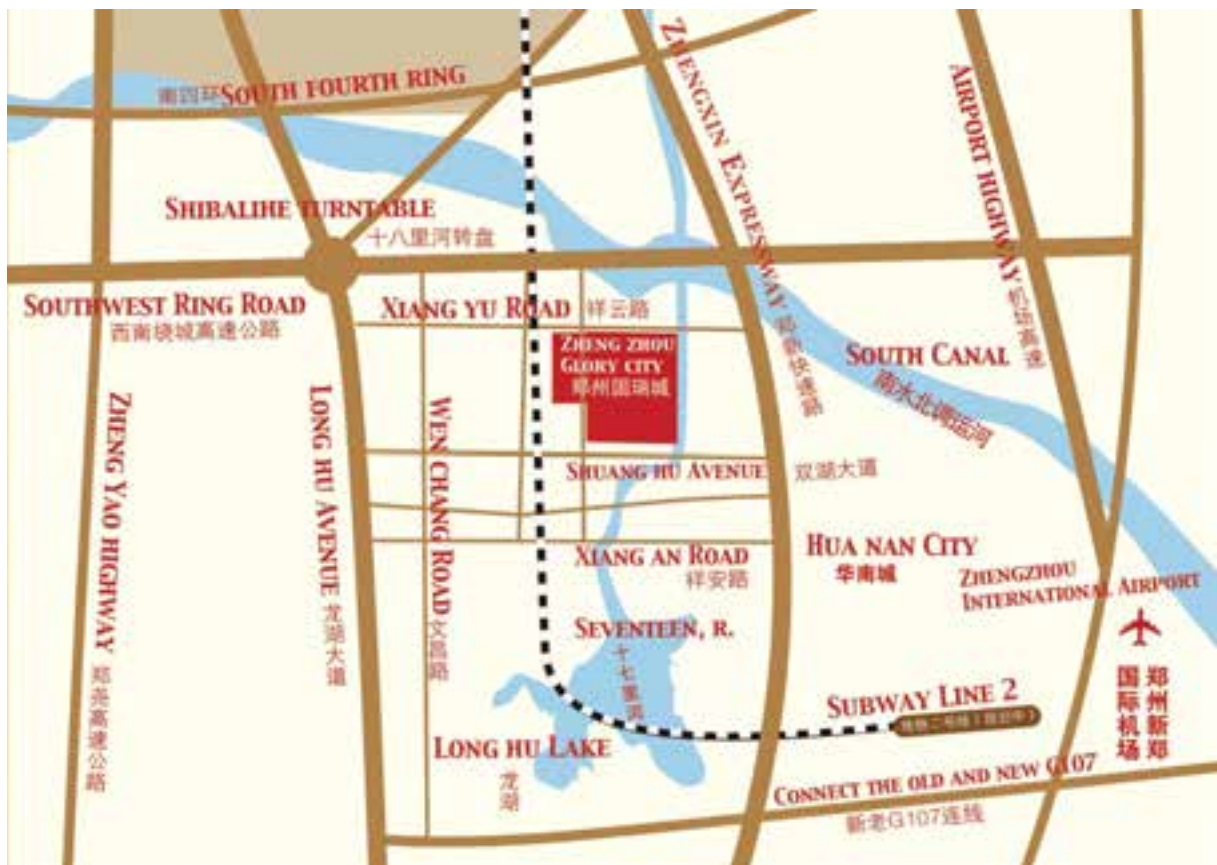 南四环 SOUTH FOURTH RING
ZHENGXIN EXPRESSWAY 郑新快速路
AIRPORT HIGHWAY 机场高速
SHIBALIHE TURNTABLE
十八里河转盘
SOUTHWEST RING ROAD
西南绕城高速公路
XIANG YU ROAD 祥云路
ZHENG ZHOU
GLORY CITY
郑州国瑞城
SOUTH CANAL
南水北调运河
ZHENG YAO HIGHWAY 郑尧高速公路
LONG HU AVENUE 龙湖大道
WEN CHANG ROAD 文昌路
SHUANG HU AVENUE 双湖大道
XIANG AN ROAD
祥安路
HUA NAN CITY
华南城
ZHENGZHOU
INTERNATIONAL AIRPORT
郑州新郑
国际机场
SEVENTEEN, R.
SUBWAY LINE 2
LONG HU LAKE
龙湖
CONNECT THE OLD AND NEW G107
新老G107连线